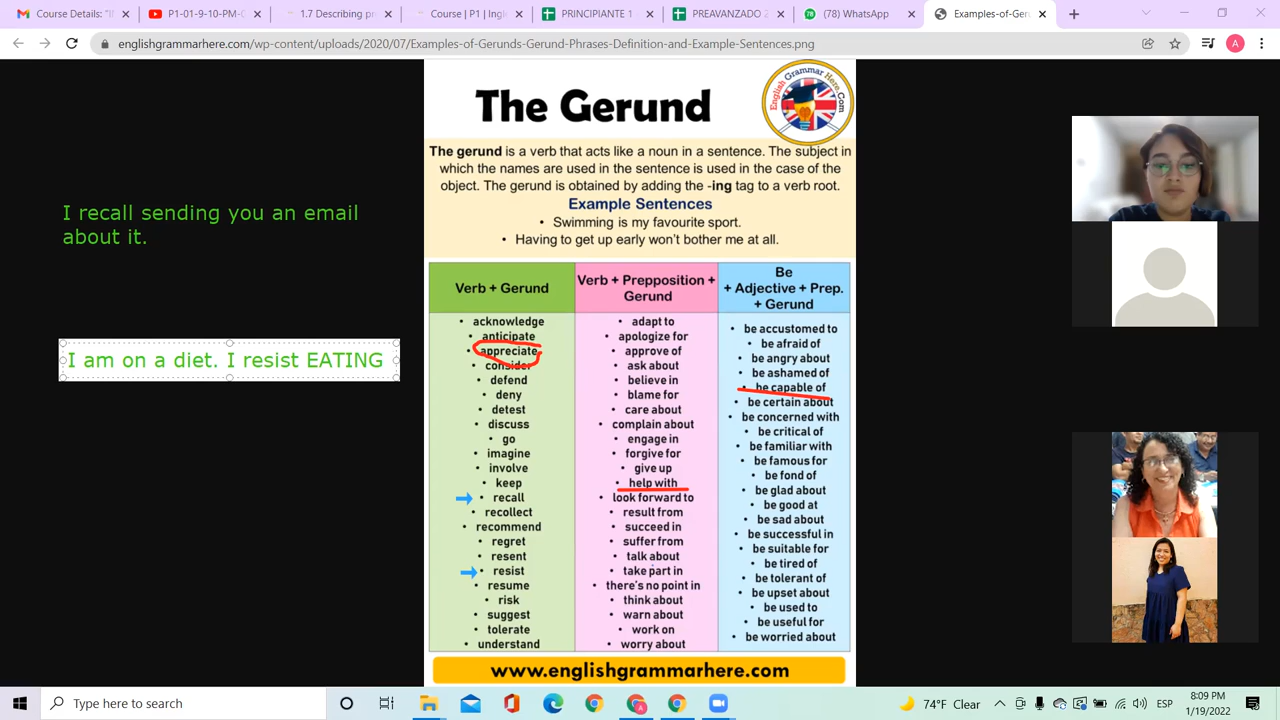 P1-01-9-10-PM-(
1.7 Describing pr
Course | P1 | Ingl
PRINCIPIANTE 1
PREAVANZADO 2
(78) WhatsApp
Examples-of-Ger
englishgrammarhere.com/wp-content/uploads/2020/07/Examples-of-Gerund-Gerund-Phrases-Definition-and-Example-Sentences.png
A
The Gerund
English Grammar Here.Com
The gerund is a verb that acts like a noun in a sentence. The subject in
which the names are used in the sentence is used in the case of the
object. The gerund is obtained by adding the -ing tag to a verb root.
Example Sentences
• Swimming is my favourite sport.
• Having to get up early won't bother me at all.
I recall sending you an email
about it.
I am on a diet. I resist EATING
Verb + Gerund
• acknowledge
• anticipate
• appreciate
• consider
• defend
• deny
• detest
• discuss
• go
• imagine
• involve
• keep
• recall
• recollect
• recommend
• regret
• resent
• resist
• resume
• risk
• suggest
• tolerate
• understand
Verb + Prepposition +
Gerund
• adapt to
• apologize for
• approve of
• ask about
• believe in
• blame for
• care about
• complain about
• engage in
• forgive for
• give up
• help with
• look forward to
• result from
• succeed in
• suffer from
• talk about
• take part in
• there's no point in
• think about
• warn about
• work on
• worry about
Be
+ Adjective + Prep.
+ Gerund
• be accustomed to
• be afraid of
• be angry about
• be ashamed of
• be capable of
• be certain about
• be concerned with
• be critical of
• be familiar with
• be famous for
• be fond of
• be glad about
• be good at
• be sad about
• be successful in
• be suitable for
• be tired of
• be tolerant of
• be upset about
• be used to
• be useful for
• be worried about
www.englishgrammarhere.com
Type here to search
74°F Clear
ESP
8:09 PM
1/19/2022